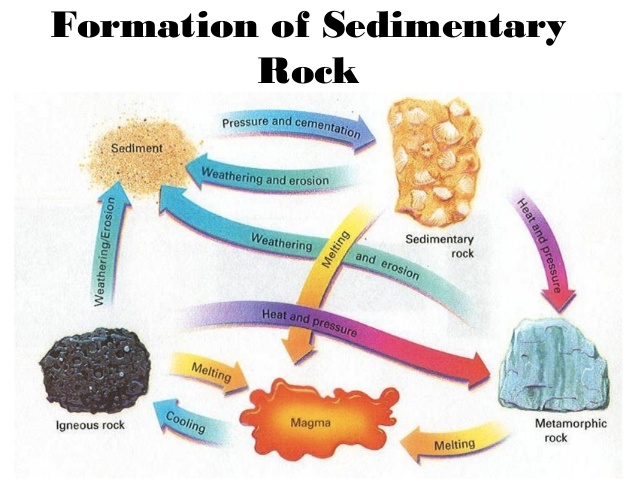 Formation of Sedimentary
Rock
Pressure and cementation
Sediment
Weathering and erosion
Weathering/Erosion
Weathering and erosion
Melting
Sedimentary
rock
Heat and pressure
Heat and pressure
Melting
Igneous rock
Cooling
Magma
Melting
Metamorphic
rock